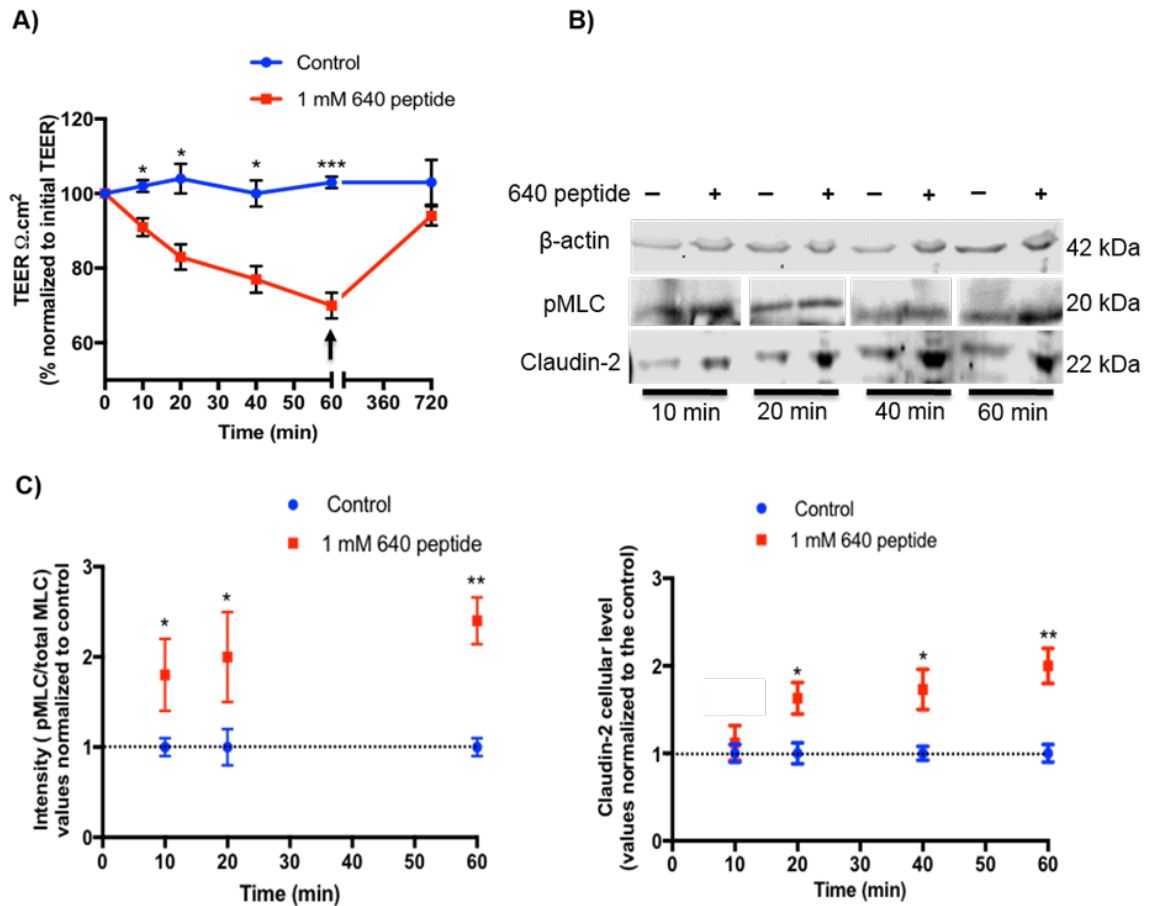 A)
Control
1 mM 640 peptide
TEER Ω.cm²
(% normalized to initial TEER)
120
100
80
60
* * * ***
0 10 20 30 40 50 60 360 720
Time (min)
B)
640 peptide – + – + – + – +
β-actin 42 kDa
pMLC 20 kDa
Claudin-2 22 kDa
10 min 20 min 40 min 60 min
C)
Control
1 mM 640 peptide
Intensity ( pMLC/total MLC)
values normalized to control
3
2
1
0
* * **
0 10 20 30 40 50 60
Time (min)
Control
1 mM 640 peptide
Claudin-2 cellular level
(values normalized to the control)
3
2
1
0
* * **
0 10 20 30 40 50 60
Time (min)